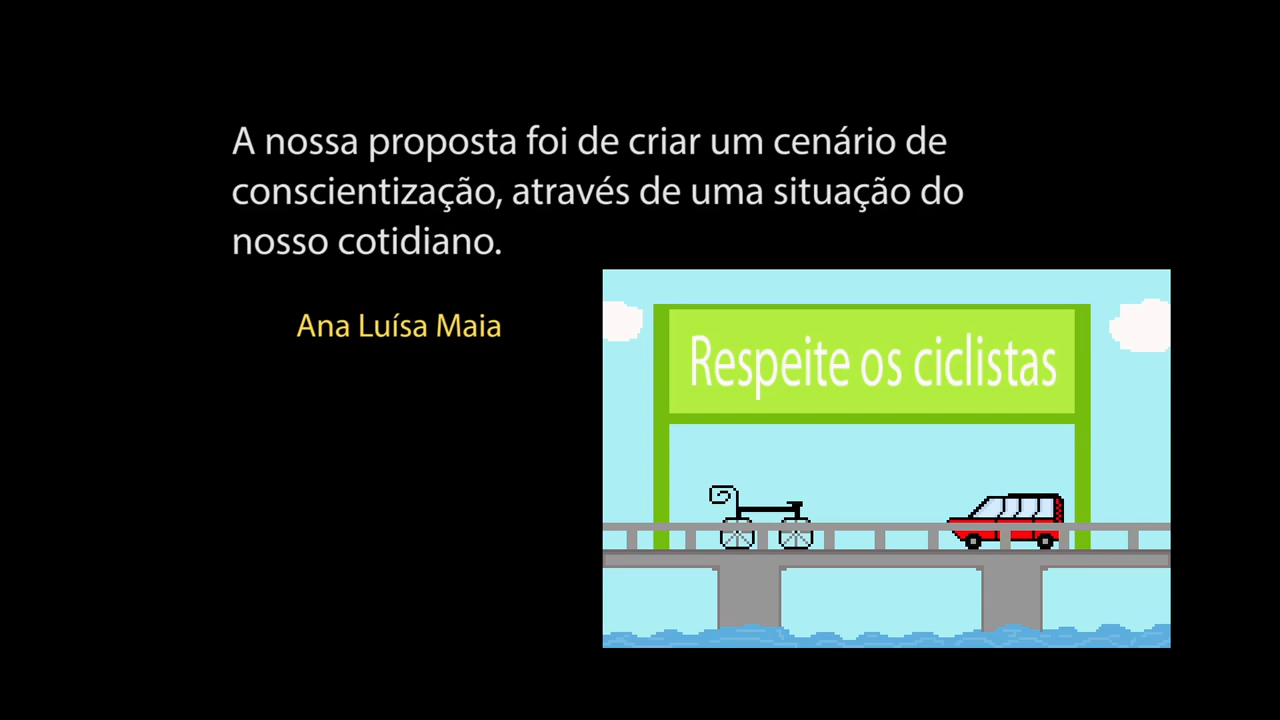 A nossa proposta foi de criar um cenário de
conscientização, através de uma situação do
nosso cotidiano.
Ana Luísa Maia
Respeite os ciclistas